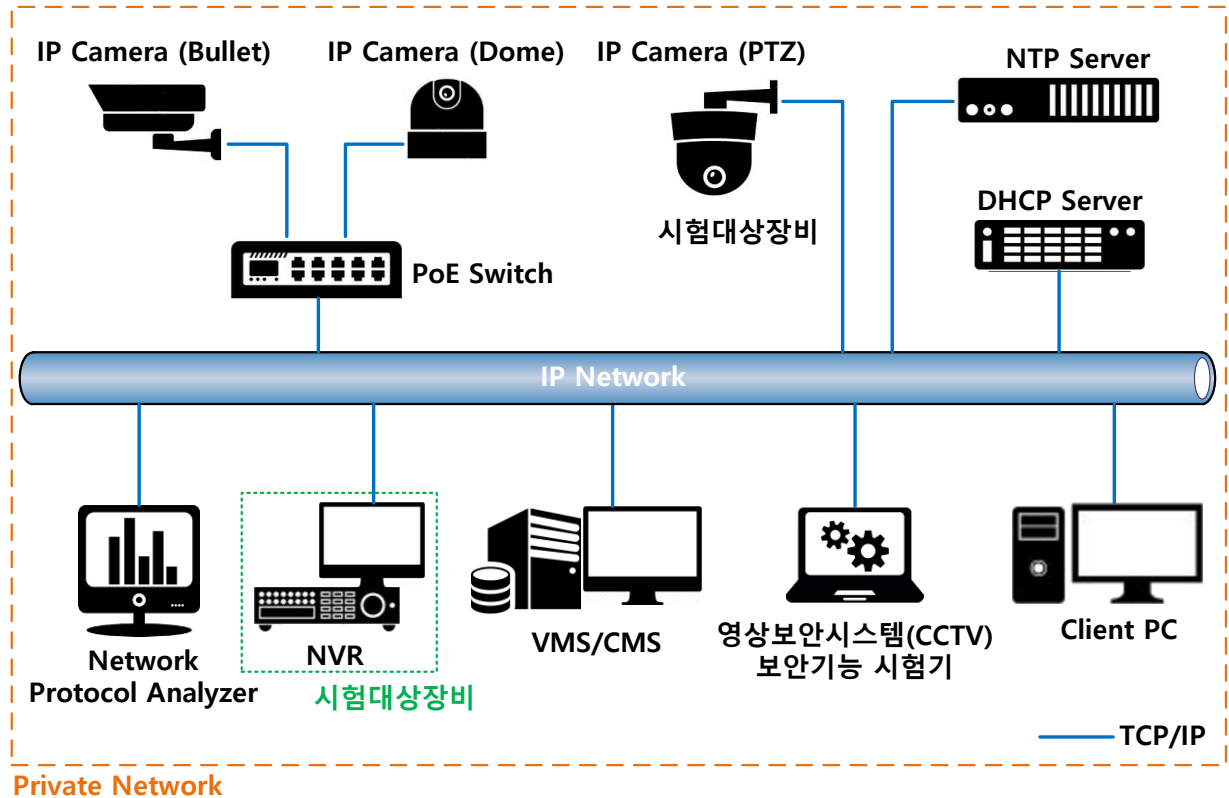 IP Camera (Bullet)
IP Camera (Dome)
IP Camera (PTZ)
NTP Server
시험대상장비
DHCP Server
PoE Switch
IP Network
Network
Protocol Analyzer
NVR
시험대상장비
VMS/CMS
영상보안시스템(CCTV)
보안기능 시험기
Client PC
TCP/IP
Private Network